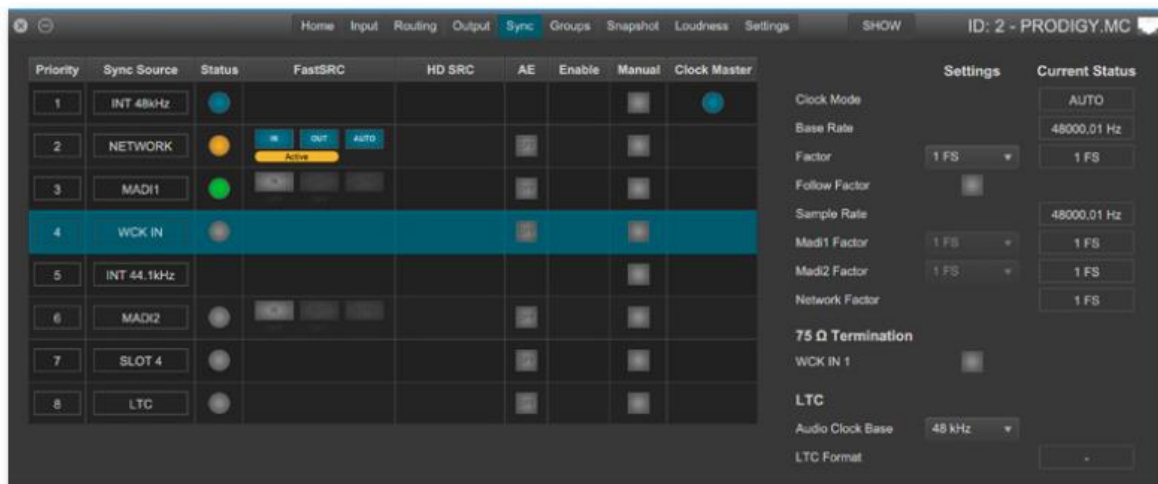 Home Input Routing Output Sync Groups Snapshot Loudness Settings SHOW ID: 2 - PRODIGY.MC
Priority Sync Source Status FastSRC HD SRC AE Enable Manual Clock Master
1 INT 48kHz
2 NETWORK IN OUT AUTO
Active
3 MADI1 IN
4 WCK IN
5 INT 44.1kHz
6 MADI2 IN
7 SLOT 4
8 LTC
Settings Current Status
Clock Mode AUTO
Base Rate 48000,01 Hz
Factor 1 FS 1 FS
Follow Factor
Sample Rate 48000,01 Hz
Madi1 Factor 1 FS 1 FS
Madi2 Factor 1 FS 1 FS
Network Factor 1 FS
75 Ω Termination
WCK IN 1
LTC
Audio Clock Base 48 kHz
LTC Format -